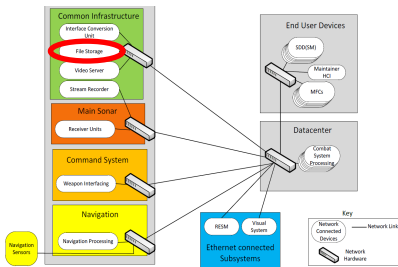 Common Infrastructure
Interface Conversion
Unit
File Storage
Video Server
Stream Recorder
Main Sonar
Receiver Units
Command System
Weapon Interfacing
Navigation
Navigation Processing
Navigation
Sensors
End User Devices
SDD(SM)
Maintainer
HCI
MFCs
Datacenter
Combat
System
Processing
RESM
Visual
System
Ethernet connected
Subsystems
Key
Network
Connected
Devices
Network Link
Network
Hardware